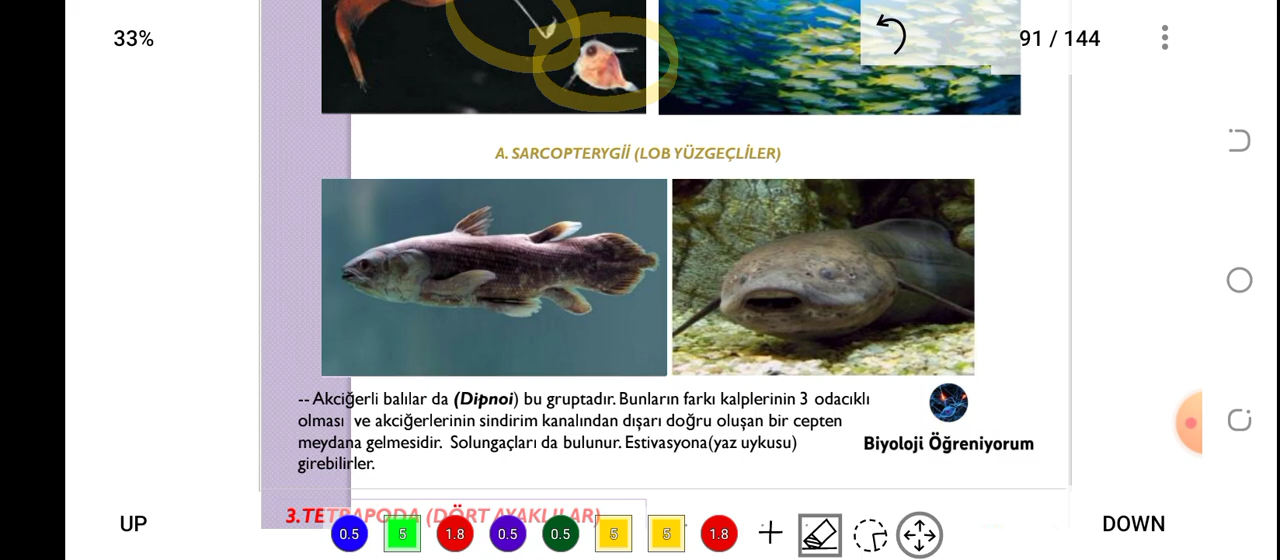 33%
91 / 144
A. SARCOPTERYGİİ (LOB YÜZGEÇLİLER)
-- Akciğerli balılar da (Dipnoi) bu gruptadır. Bunların farkı kalplerinin 3 odacıklı
olması ve akciğerlerinin sindirim kanalından dışarı doğru oluşan bir cepten
meydana gelmesidir. Solungaçları da bulunur. Estivasyona(yaz uykusu)
girebilirler.
Biyoloji Öğreniyorum
3.TETRAPODA (DÖRT AYAKLILAR)
UP
0.5 5 1.8 0.5 0.5 5 5 1.8
DOWN